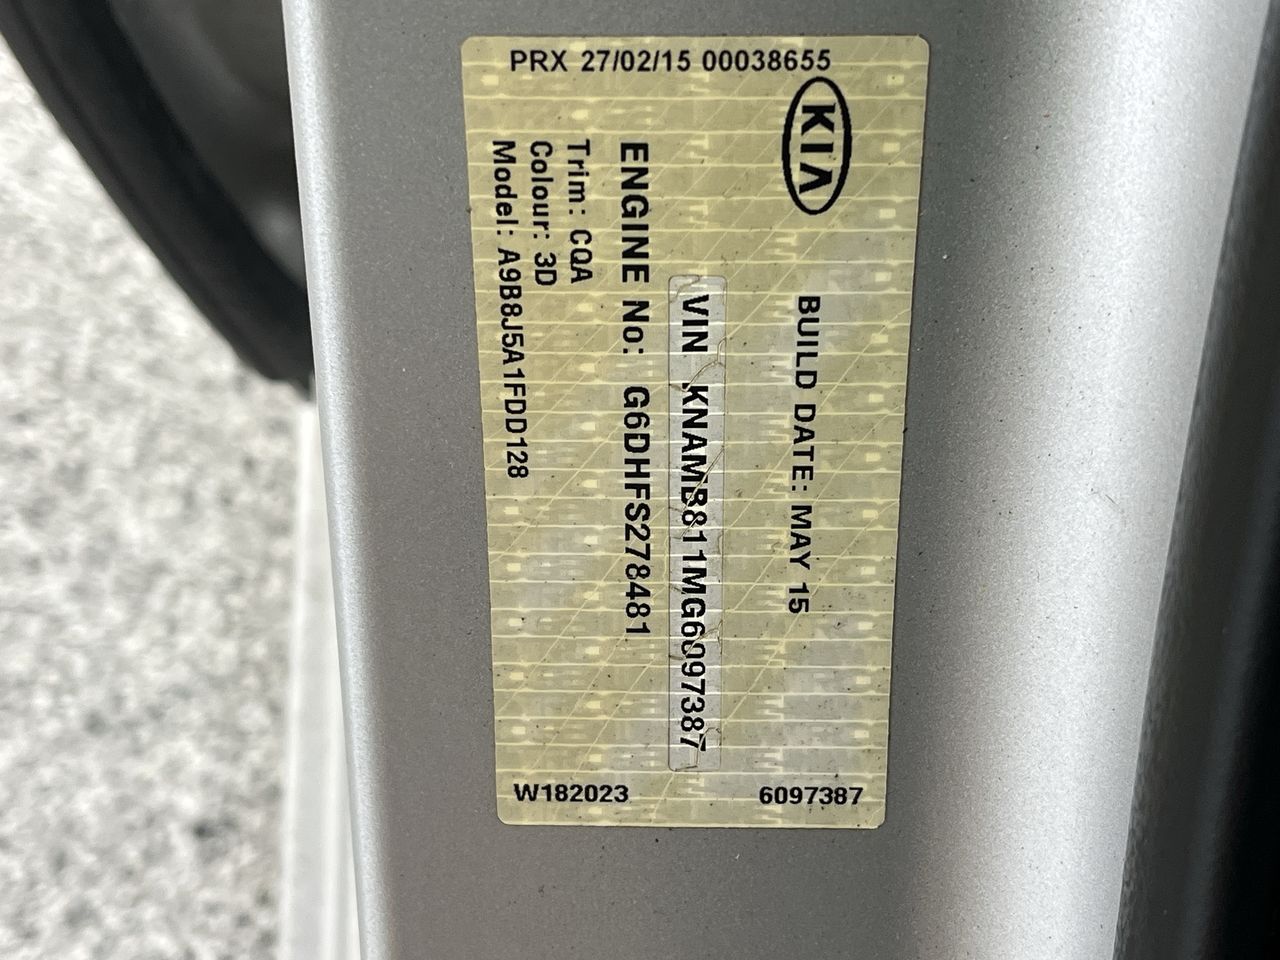 PRX 27/02/15 00038655
KIA
BUILD DATE: MAY 15
VIN KNAMB811MG6097387
ENGINE No: G6DHFS278481
Trim: CQA
Colour: 3D
Model: A9B8J5A1FDD128
W182023
6097387